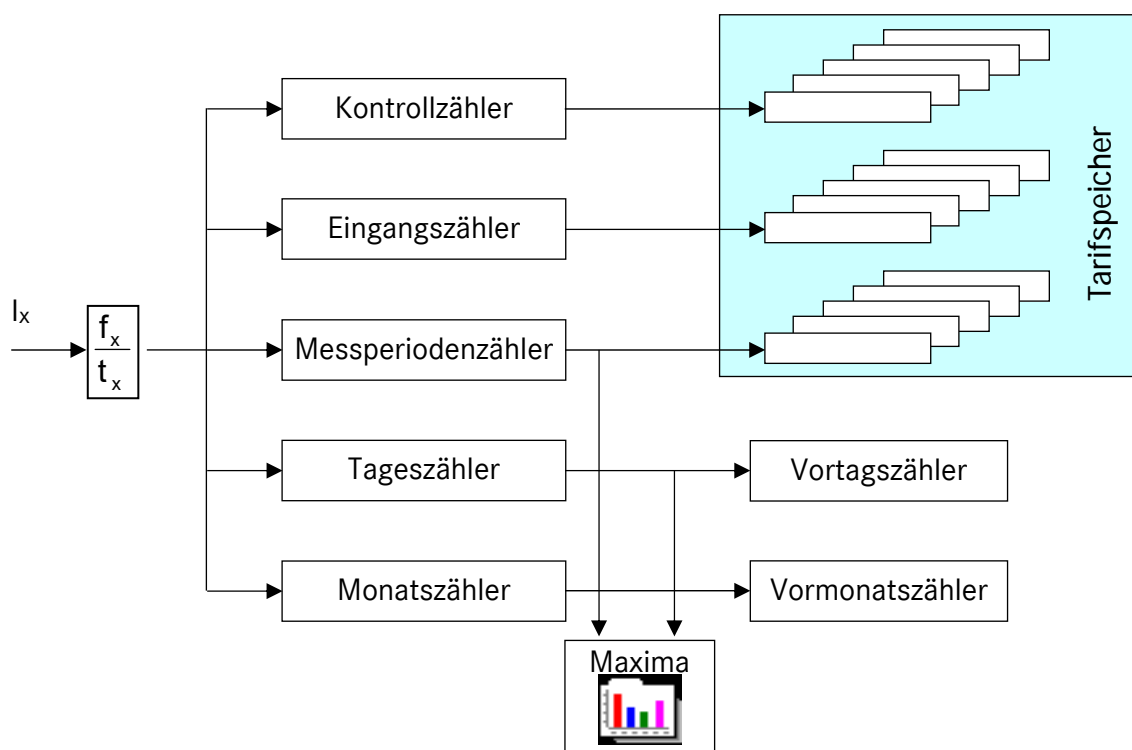 Kontrollzähler
Eingangszähler
Tarifspeicher
Iₓ
fₓ
tₓ
Messperiodenzähler
Tageszähler
Vortagszähler
Monatszähler
Vormonatszähler
Maxima